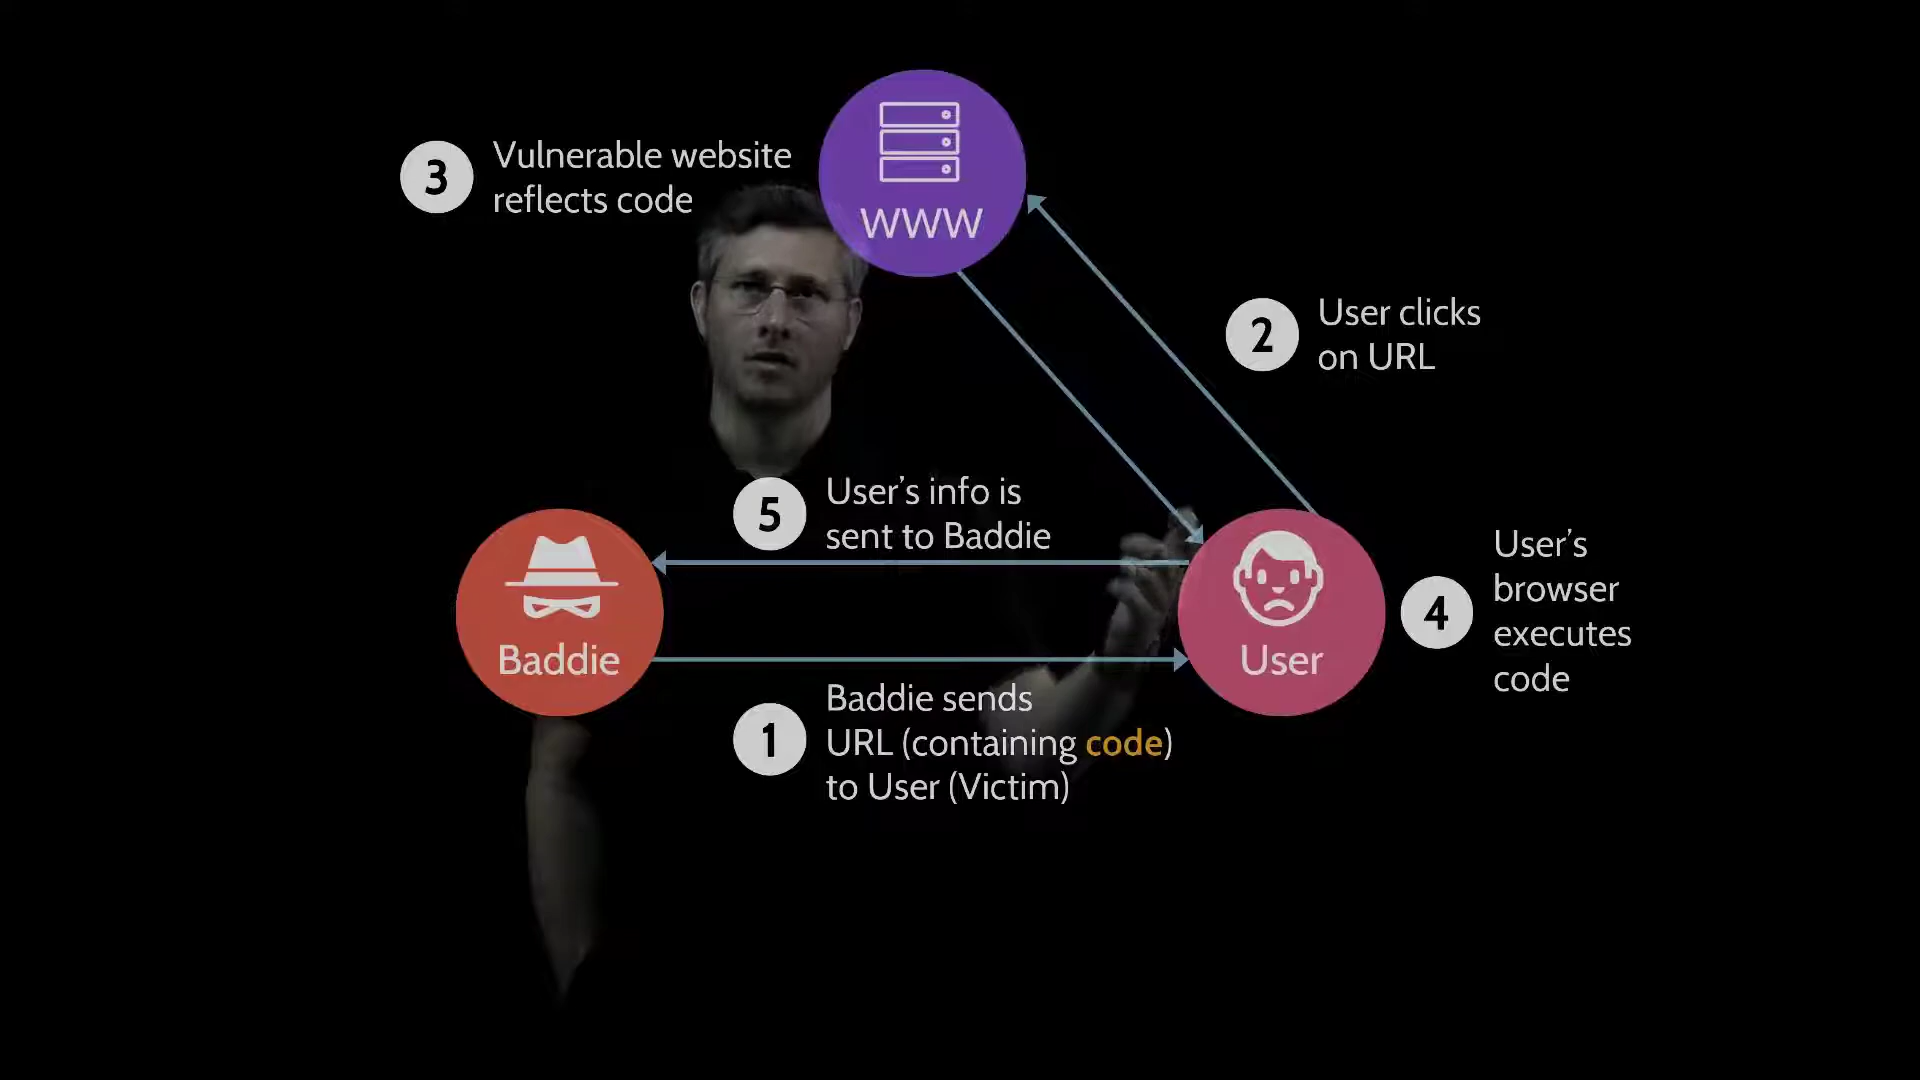 WWW
3
Vulnerable website
reflects code
2
User clicks
on URL
5
User’s info is
sent to Baddie
Baddie
User
4
User’s
browser
executes
code
1
Baddie sends
URL (containing code)
to User (Victim)